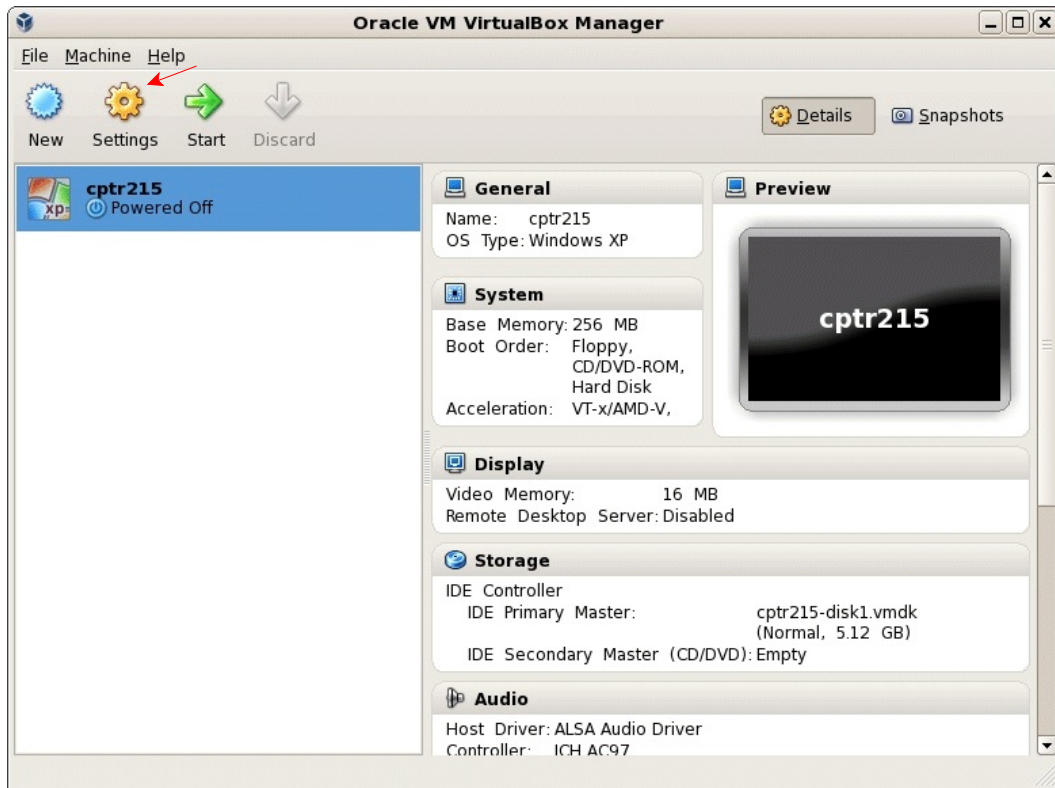 Oracle VM VirtualBox Manager
File Machine Help
New Settings Start Discard
Details Snapshots
cptr215
Powered Off
xp
General
Name: cptr215
OS Type: Windows XP
System
Base Memory: 256 MB
Boot Order: Floppy,
CD/DVD-ROM,
Hard Disk
Acceleration: VT-x/AMD-V,
Preview
cptr215
Display
Video Memory: 16 MB
Remote Desktop Server: Disabled
Storage
IDE Controller
IDE Primary Master: cptr215-disk1.vmdk
(Normal, 5.12 GB)
IDE Secondary Master (CD/DVD): Empty
Audio
Host Driver: ALSA Audio Driver
Controller: ICH AC97